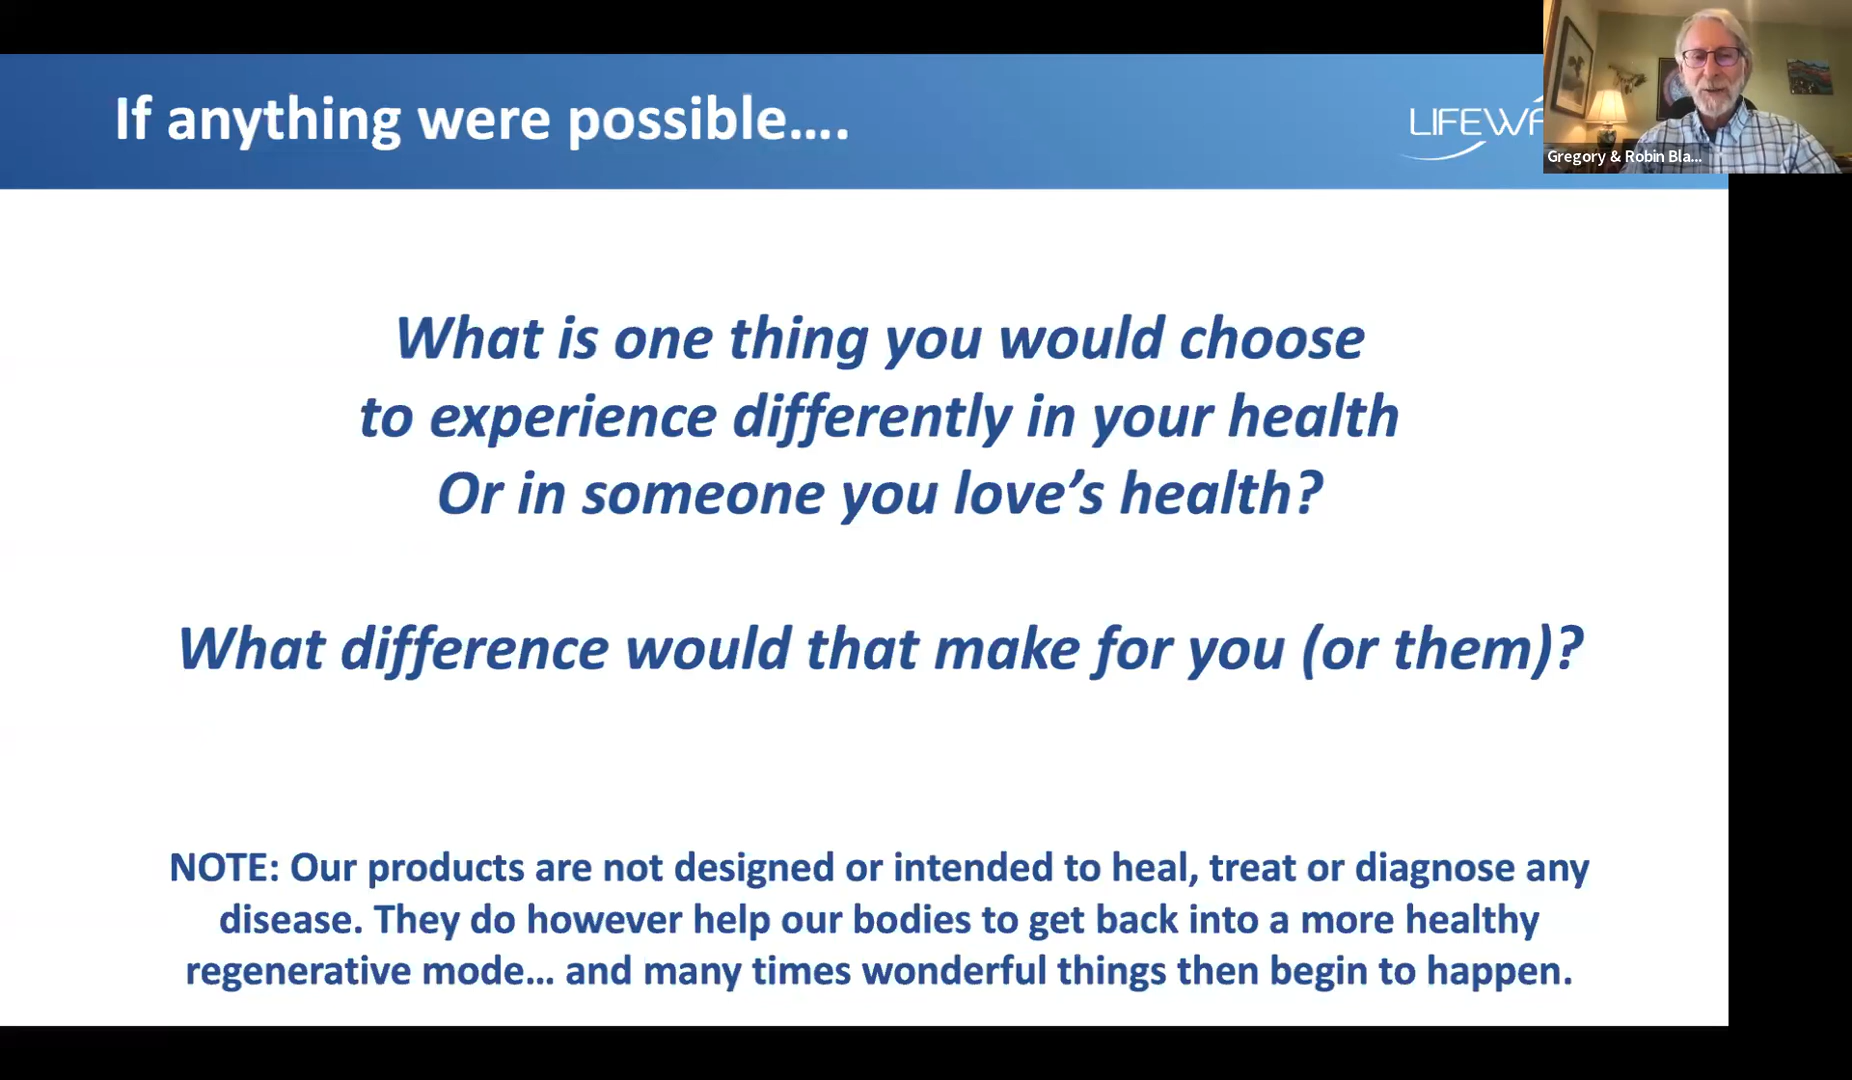 If anything were possible....
LIFEWA
Gregory & Robin Bla...
What is one thing you would choose
to experience differently in your health
Or in someone you love’s health?
What difference would that make for you (or them)?
NOTE: Our products are not designed or intended to heal, treat or diagnose any
disease. They do however help our bodies to get back into a more healthy
regenerative mode... and many times wonderful things then begin to happen.